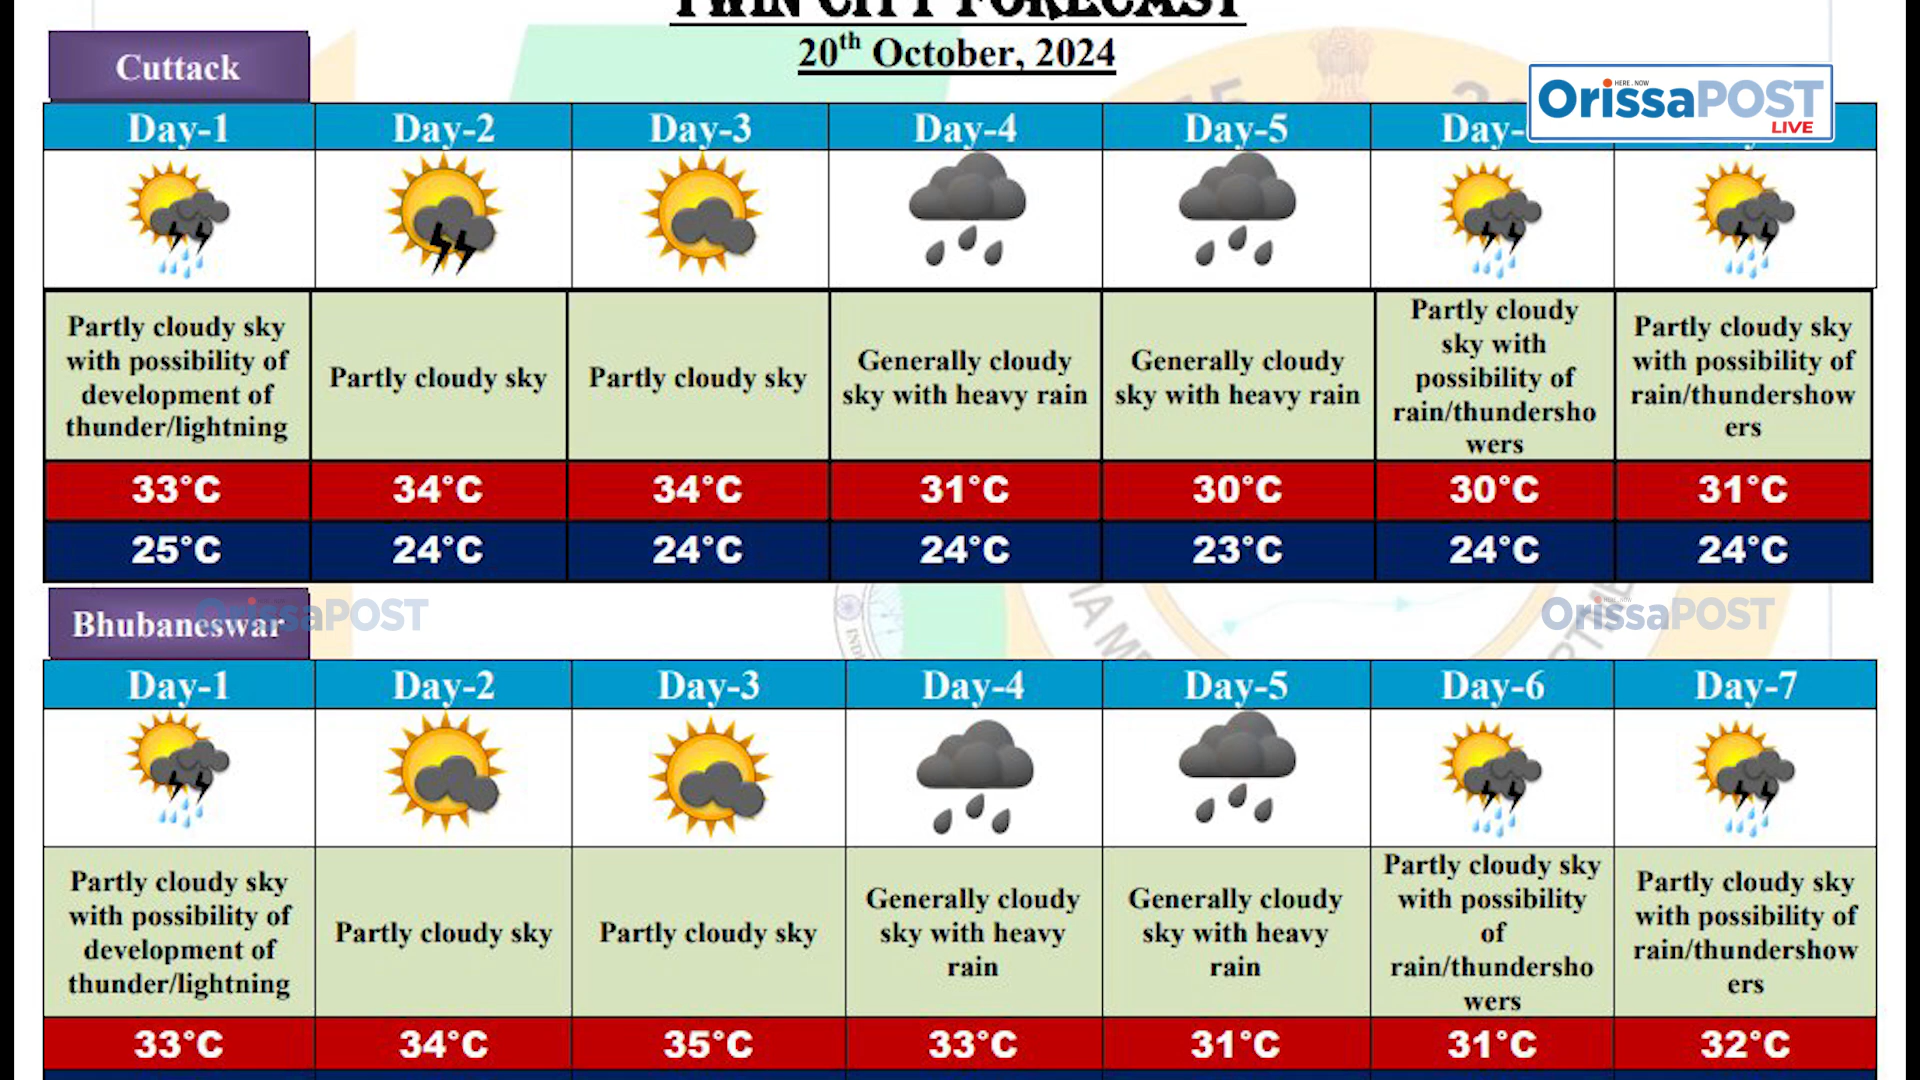 TWIN CITY FORECAST
20th October, 2024
Cuttack
HERE . NOW
OrissaPOST
LIVE
Day-1 Day-2 Day-3 Day-4 Day-5 Day-
Partly cloudy sky
with possibility of
development of
thunder/lightning
Partly cloudy sky
Partly cloudy sky
Generally cloudy
sky with heavy rain
Generally cloudy
sky with heavy rain
Partly cloudy
sky with
possibility of
rain/thundersho
wers
Partly cloudy sky
with possibility of
rain/thundershow
ers
33°C 34°C 34°C 31°C 30°C 30°C 31°C
25°C 24°C 24°C 24°C 23°C 24°C 24°C
Bhubaneswar
OrissaPOST
OrissaPOST
Day-1 Day-2 Day-3 Day-4 Day-5 Day-6 Day-7
Partly cloudy sky
with possibility of
development of
thunder/lightning
Partly cloudy sky
Partly cloudy sky
Generally cloudy
sky with heavy
rain
Generally cloudy
sky with heavy
rain
Partly cloudy sky
with possibility
of
rain/thundersho
wers
Partly cloudy sky
with possibility of
rain/thundershow
ers
33°C 34°C 35°C 33°C 31°C 31°C 32°C